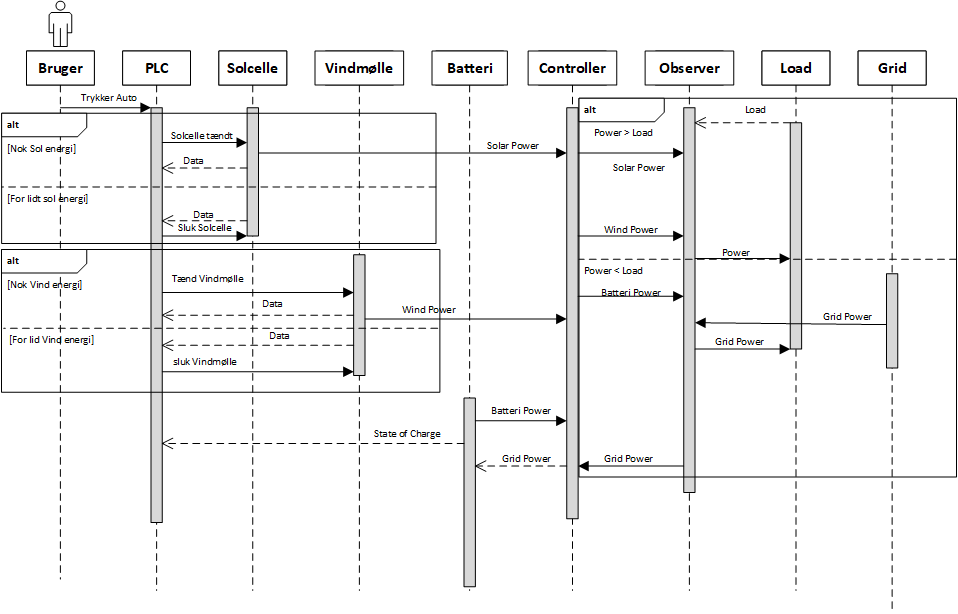 Bruger
PLC
Solcelle
Vindmølle
Batteri
Controller
Observer
Load
Grid
Trykker Auto
alt
[Nok Sol energi]
Solcelle tændt
Data
[For lidt sol energi]
Data
Sluk Solcelle
Solar Power
alt
Load
Power > Load
Solar Power
Wind Power
Power
Power < Load
Batteri Power
Grid Power
Grid Power
alt
[Nok Vind energi]
Tænd Vindmølle
Data
Wind Power
[For lid Vind energi]
Data
sluk Vindmølle
Batteri Power
State of Charge
Grid Power
Grid Power